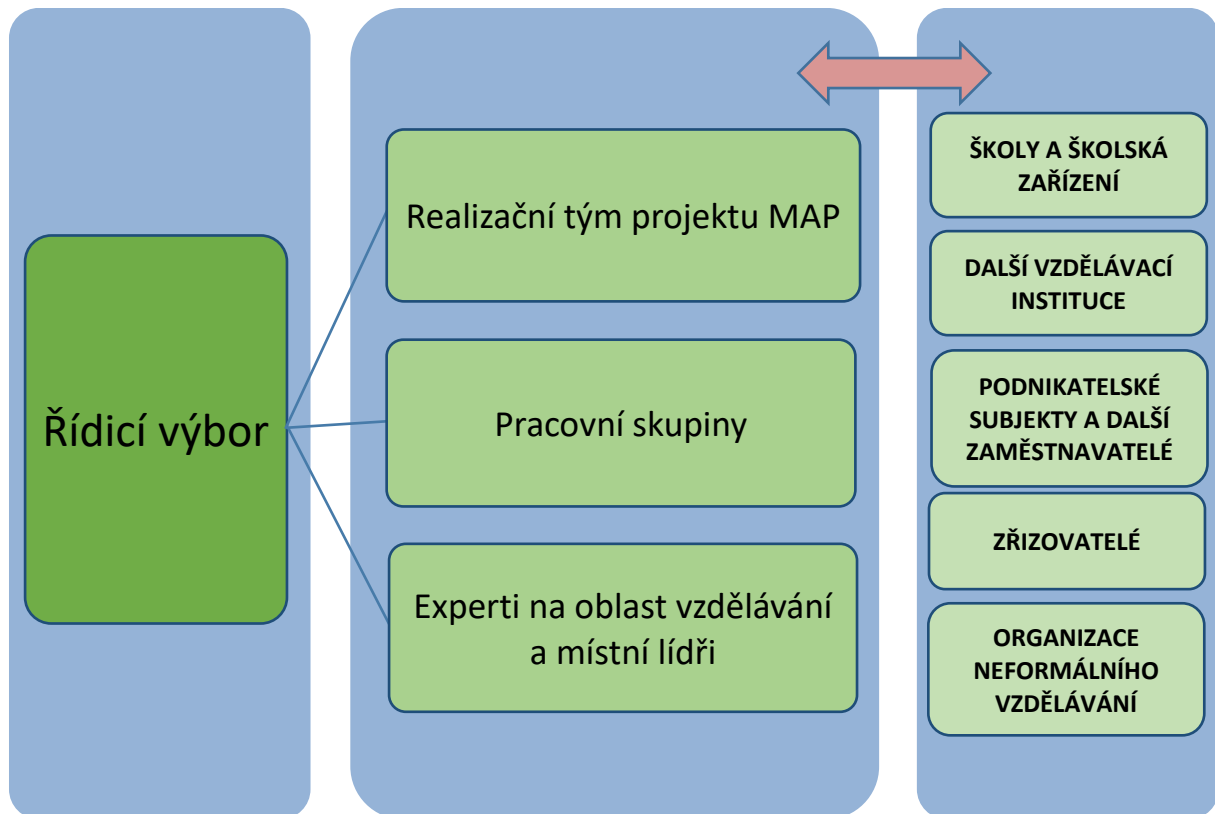 Řídicí výbor
Realizační tým projektu MAP
Pracovní skupiny
Experti na oblast vzdělávání
a místní lídři
ŠKOLY A ŠKOLSKÁ
ZAŘÍZENÍ
DALŠÍ VZDĚLÁVACÍ
INSTITUCE
PODNIKATELSKÉ
SUBJEKTY A DALŠÍ
ZAMĚSTNAVATELÉ
ZŘIZOVATELÉ
ORGANIZACE
NEFORMÁLNÍHO
VZDĚLÁVÁNÍ